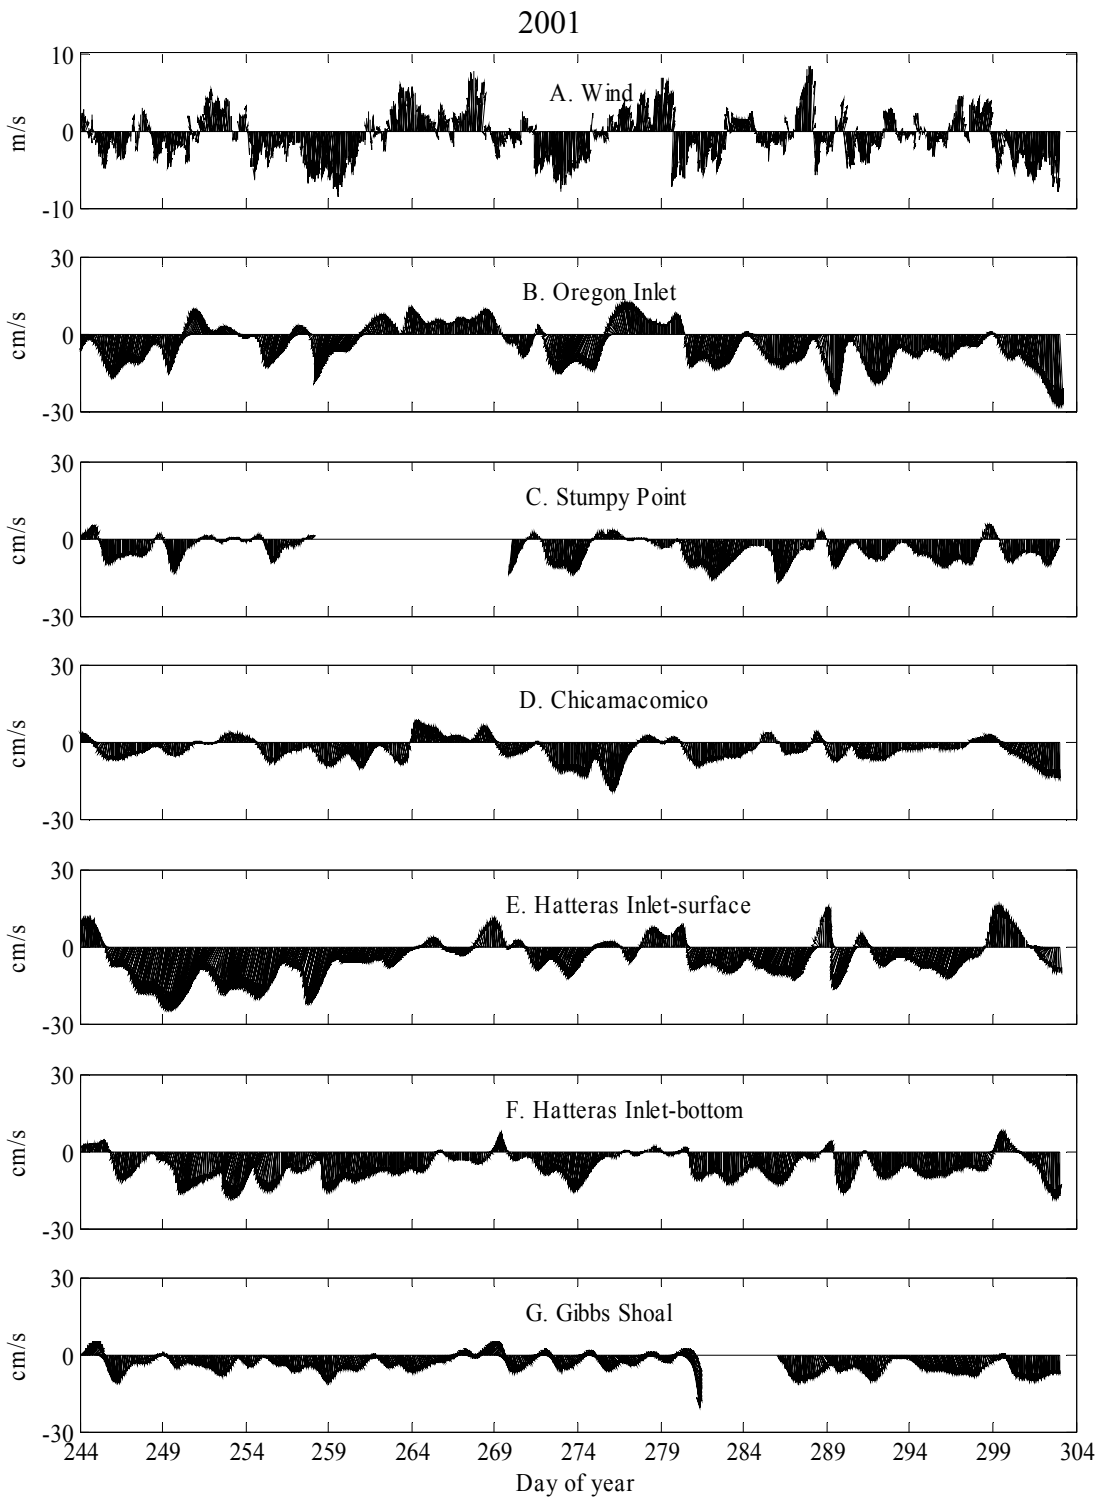 2001
10
A. Wind
m/s
0
-10
30
B. Oregon Inlet
cm/s
0
-30
30
C. Stumpy Point
cm/s
0
-30
30
D. Chicamacomico
cm/s
0
-30
30
E. Hatteras Inlet-surface
cm/s
0
-30
30
F. Hatteras Inlet-bottom
cm/s
0
-30
30
G. Gibbs Shoal
cm/s
0
-30
244 249 254 259 264 269 274 279 284 289 294 299 304
Day of year